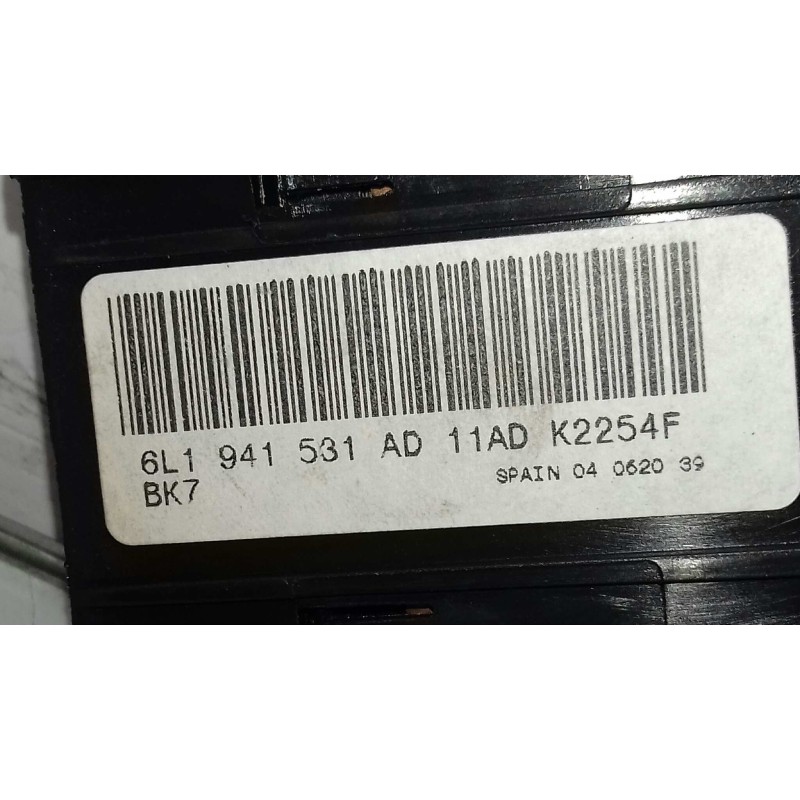 6L1 941 531 AD 11AD K2254F
BK7 SPAIN 04 0620 39